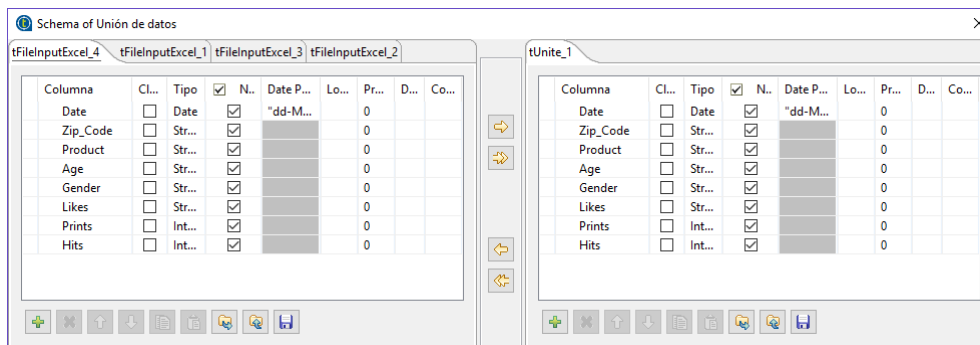 Schema of Unión de datos
tFileInputExcel_4 tFileInputExcel_1 tFileInputExcel_3 tFileInputExcel_2 tUnite_1
Columna Cl... Tipo N.. Date P... Lo... Pr... D... Co... Columna Cl... Tipo N.. Date P... Lo... Pr... D... Co...
Date Date "dd-M... 0 Date Date "dd-M... 0
Zip_Code Str... 0 Zip_Code Str... 0
Product Str... 0 Product Str... 0
Age Str... 0 Age Str... 0
Gender Str... 0 Gender Str... 0
Likes Str... 0 Likes Str... 0
Prints Int... 0 Prints Int... 0
Hits Int... 0 Hits Int... 0